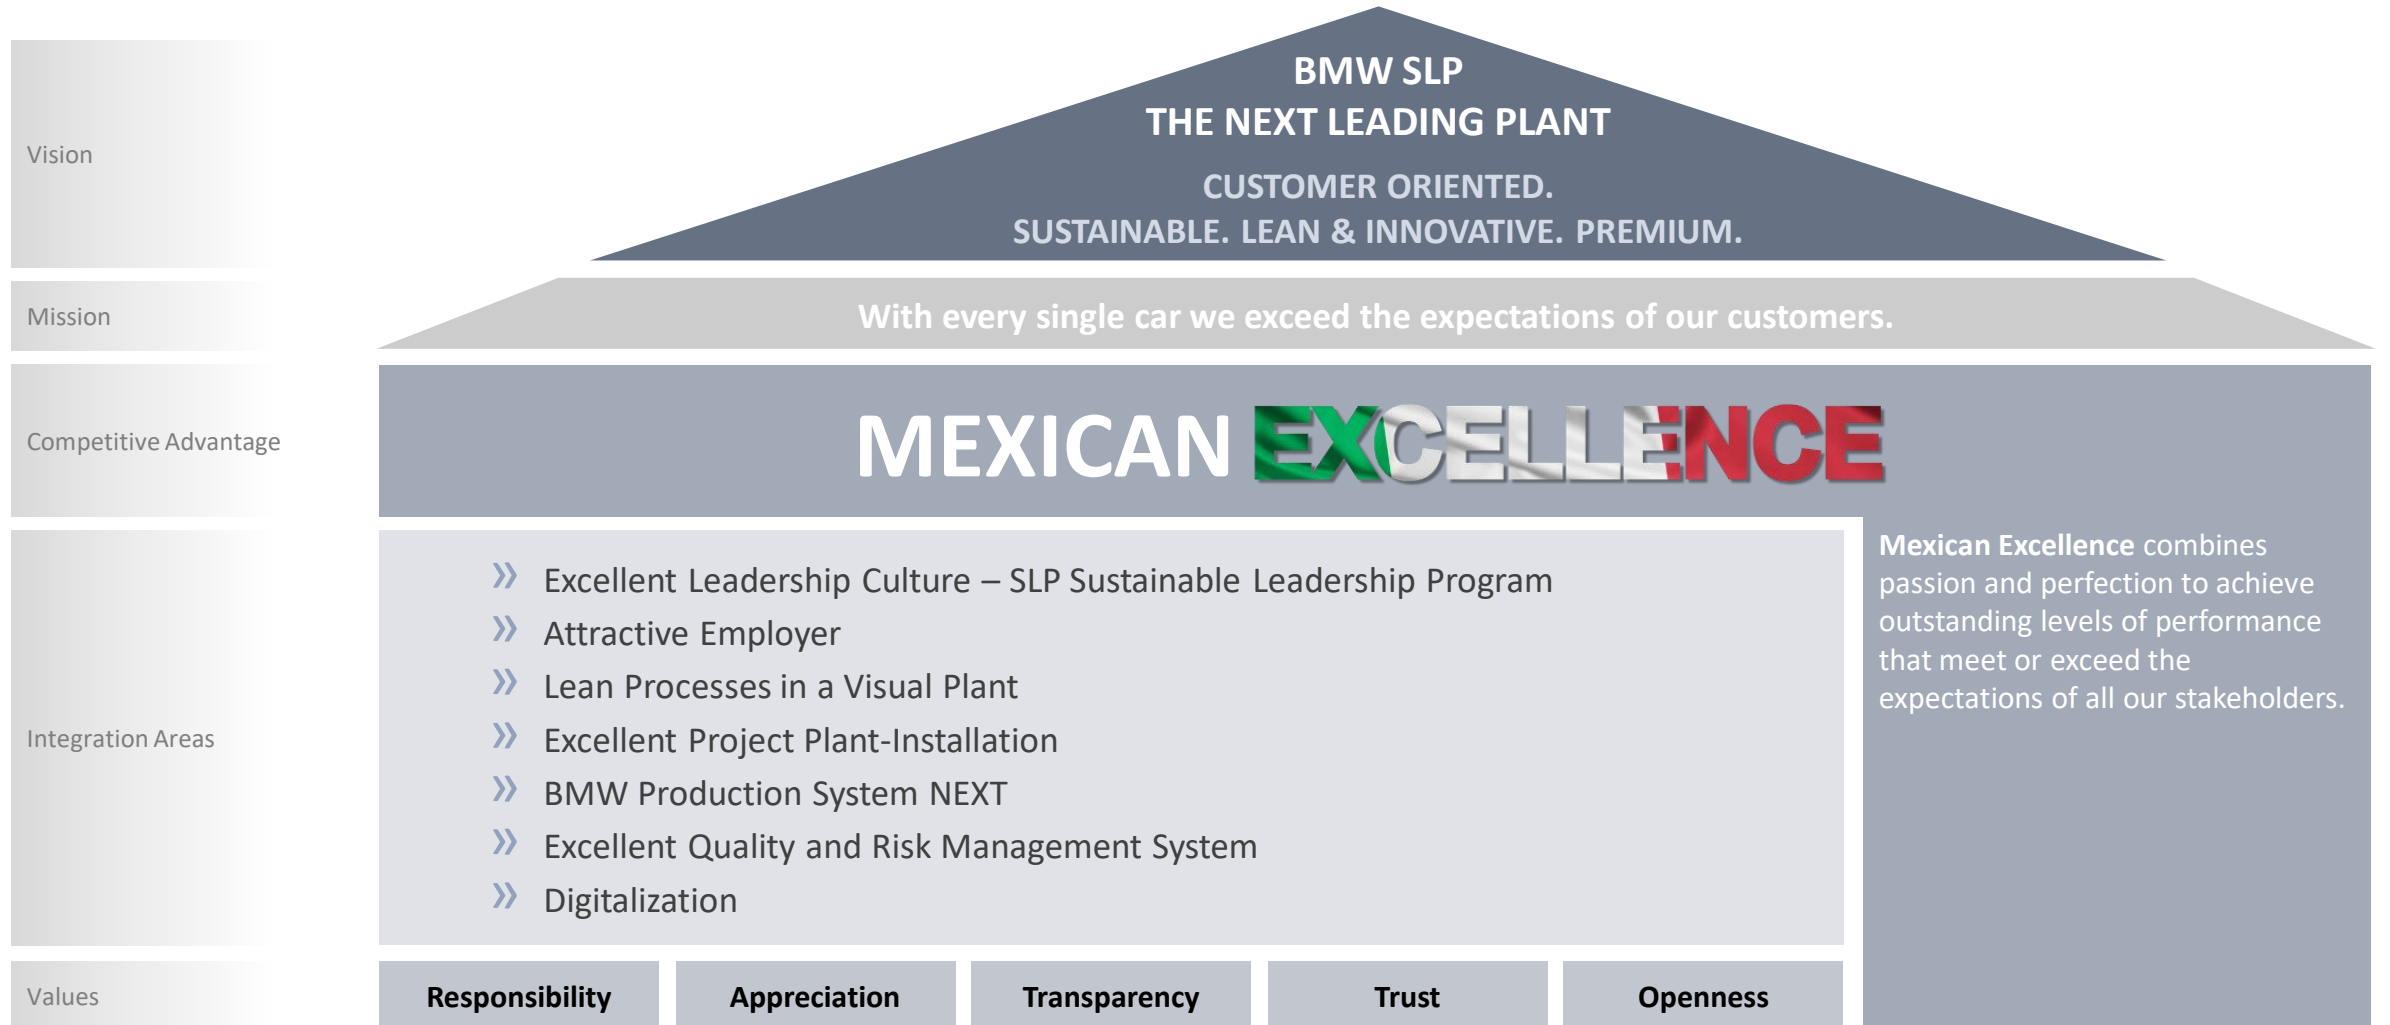 Vision
BMW SLP
THE NEXT LEADING PLANT
CUSTOMER ORIENTED.
SUSTAINABLE. LEAN & INNOVATIVE. PREMIUM.
Mission
With every single car we exceed the expectations of our customers.
Competitive Advantage
MEXICAN EXCELLENCE
Integration Areas
» Excellent Leadership Culture – SLP Sustainable Leadership Program
» Attractive Employer
» Lean Processes in a Visual Plant
» Excellent Project Plant-Installation
» BMW Production System NEXT
» Excellent Quality and Risk Management System
» Digitalization
Mexican Excellence combines
passion and perfection to achieve
outstanding levels of performance
that meet or exceed the
expectations of all our stakeholders.
Values
Responsibility
Appreciation
Transparency
Trust
Openness